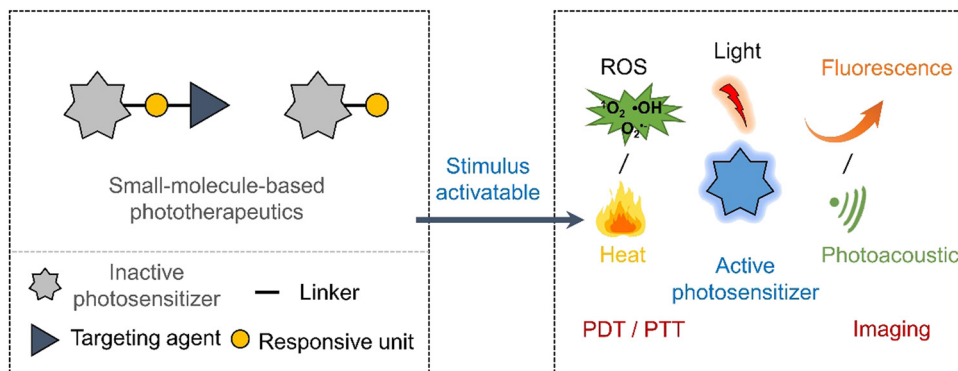 Small-molecule-based
phototherapeutics
Inactive
photosensitizer
Linker
Targeting agent
Responsive unit
Stimulus
activatable
ROS
¹O₂ •OH
O₂•⁻
Heat
PDT / PTT
Light
Active
photosensitizer
Fluorescence
Photoacoustic
Imaging